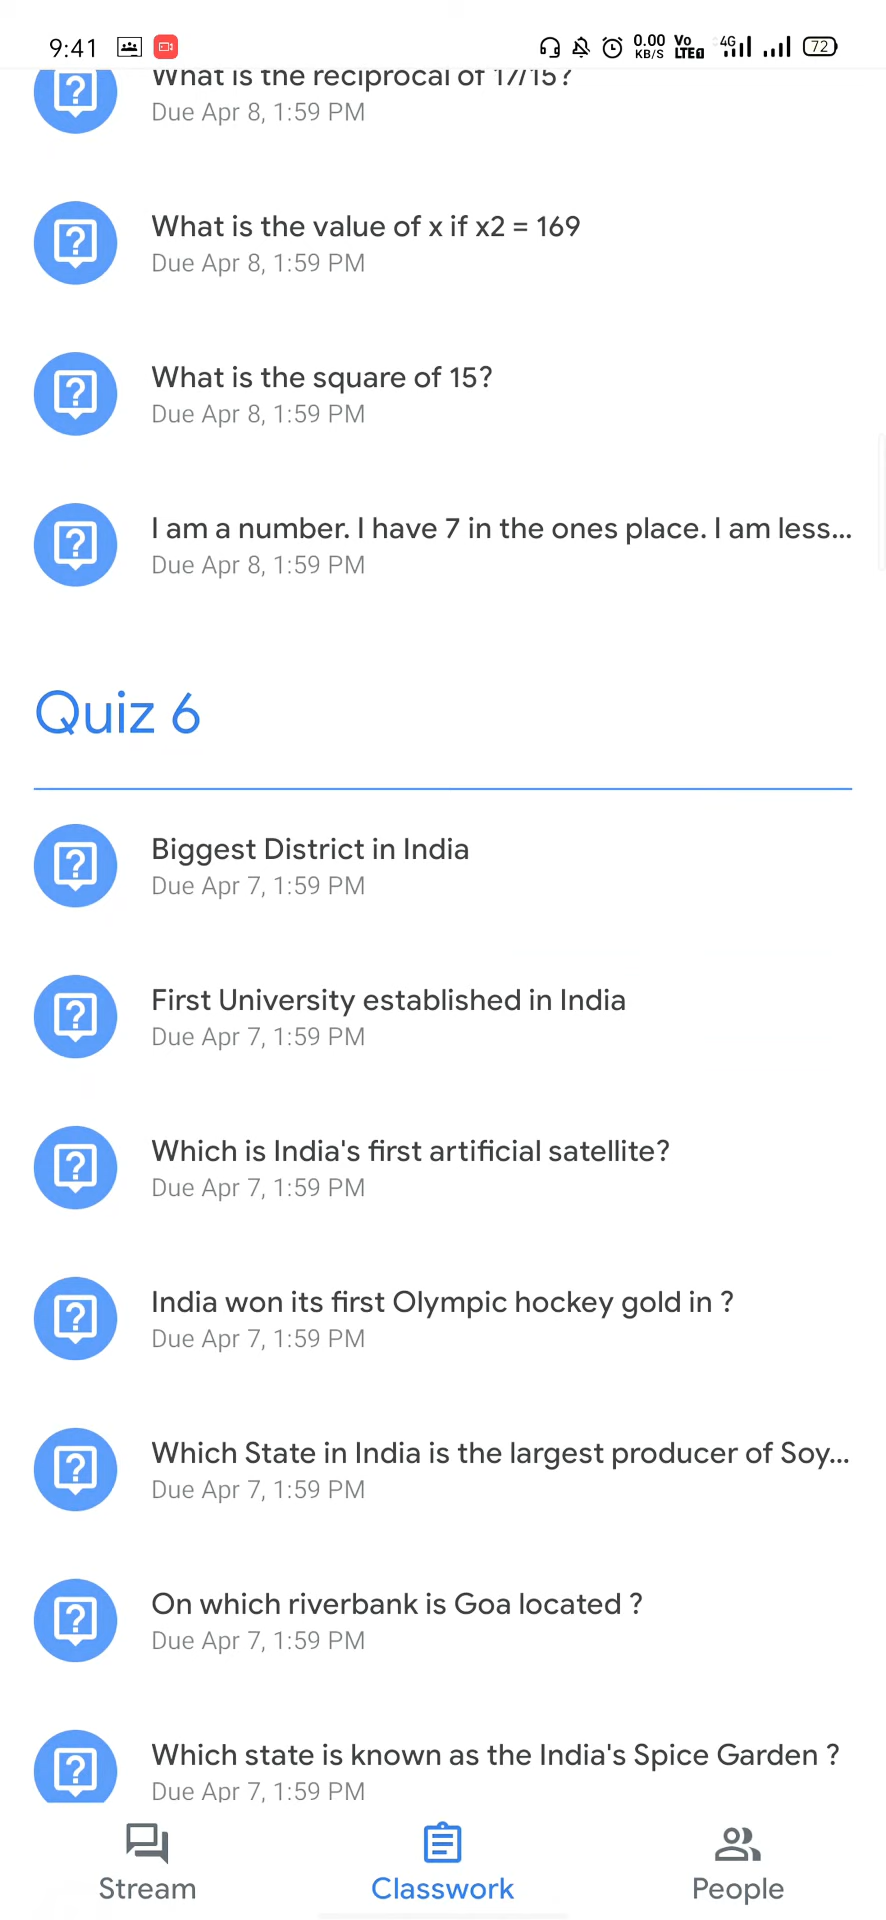 9:41 0.00 KB/S Vo LTE 4G 72
What is the reciprocal of 17/15?
Due Apr 8, 1:59 PM
What is the value of x if x2 = 169
Due Apr 8, 1:59 PM
What is the square of 15?
Due Apr 8, 1:59 PM
I am a number. I have 7 in the ones place. I am less...
Due Apr 8, 1:59 PM
Quiz 6
Biggest District in India
Due Apr 7, 1:59 PM
First University established in India
Due Apr 7, 1:59 PM
Which is India's first artificial satellite?
Due Apr 7, 1:59 PM
India won its first Olympic hockey gold in ?
Due Apr 7, 1:59 PM
Which State in India is the largest producer of Soy...
Due Apr 7, 1:59 PM
On which riverbank is Goa located ?
Due Apr 7, 1:59 PM
Which state is known as the India's Spice Garden ?
Due Apr 7, 1:59 PM
Stream Classwork People